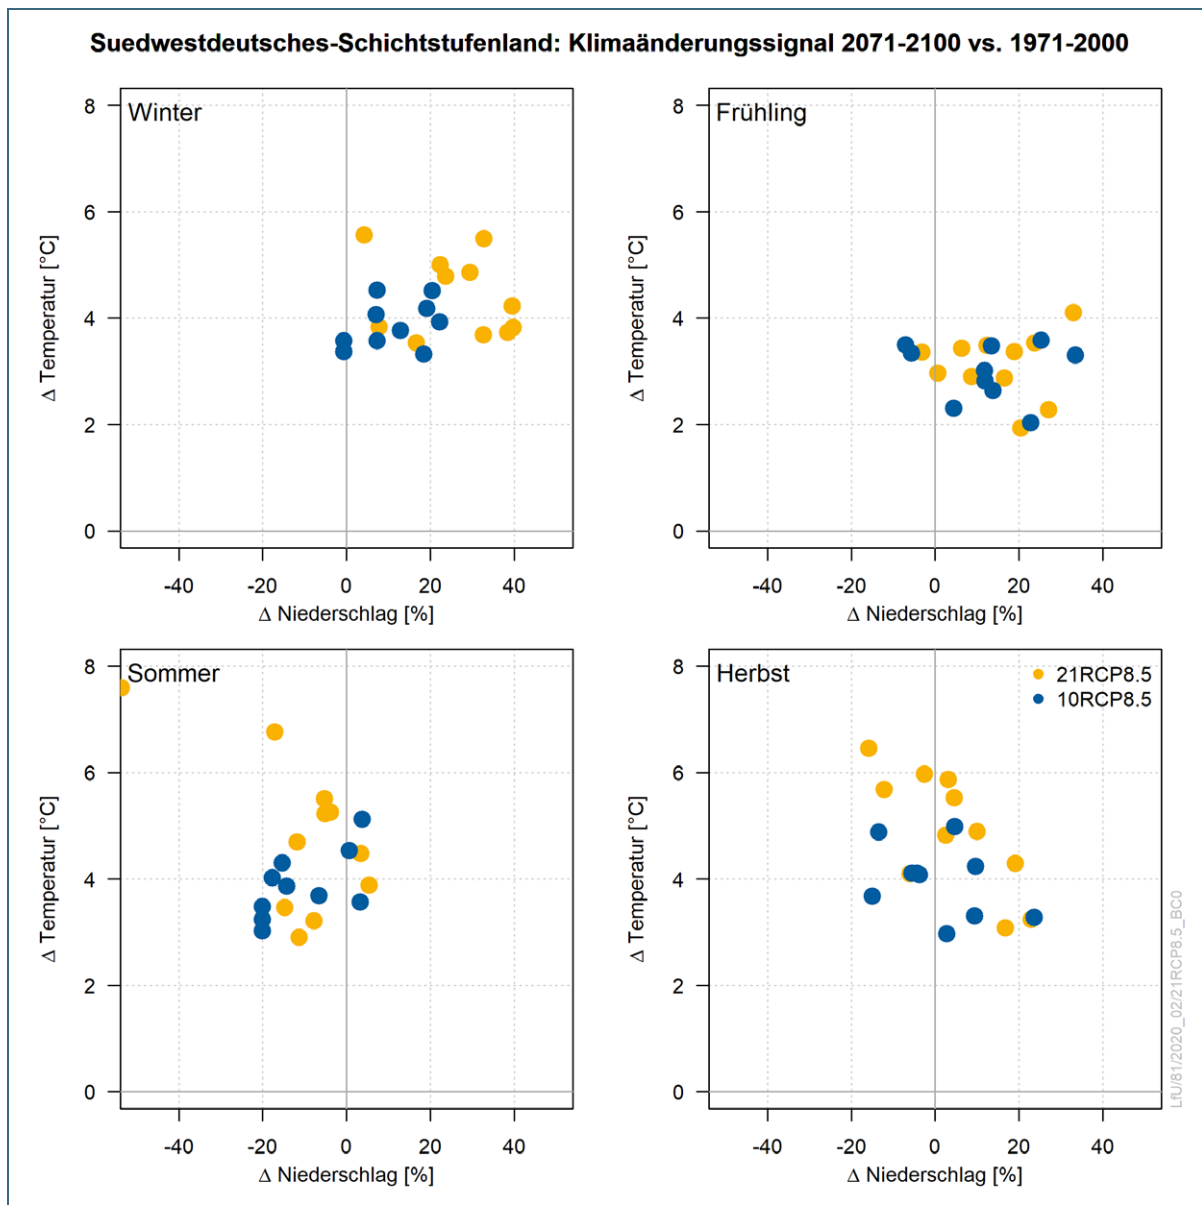 Suedwestdeutsches-Schichtstufenland: Klimaänderungssignal 2071-2100 vs. 1971-2000
Winter
8
6
4
2
0
Δ Temperatur [°C]
-40 -20 0 20 40
Δ Niederschlag [%]
Frühling
8
6
4
2
0
Δ Temperatur [°C]
-40 -20 0 20 40
Δ Niederschlag [%]
Sommer
8
6
4
2
0
Δ Temperatur [°C]
-40 -20 0 20 40
Δ Niederschlag [%]
Herbst
21RCP8.5
10RCP8.5
8
6
4
2
0
Δ Temperatur [°C]
-40 -20 0 20 40
Δ Niederschlag [%]
LfU/81/2020_02/21RCP8.5_BC0